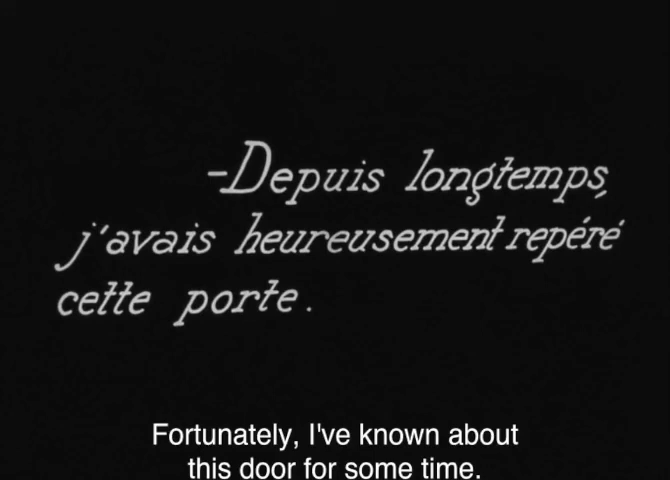 -Depuis longtemps,
j'avais heureusement repéré
cette porte.
Fortunately, I've known about
this door for some time.